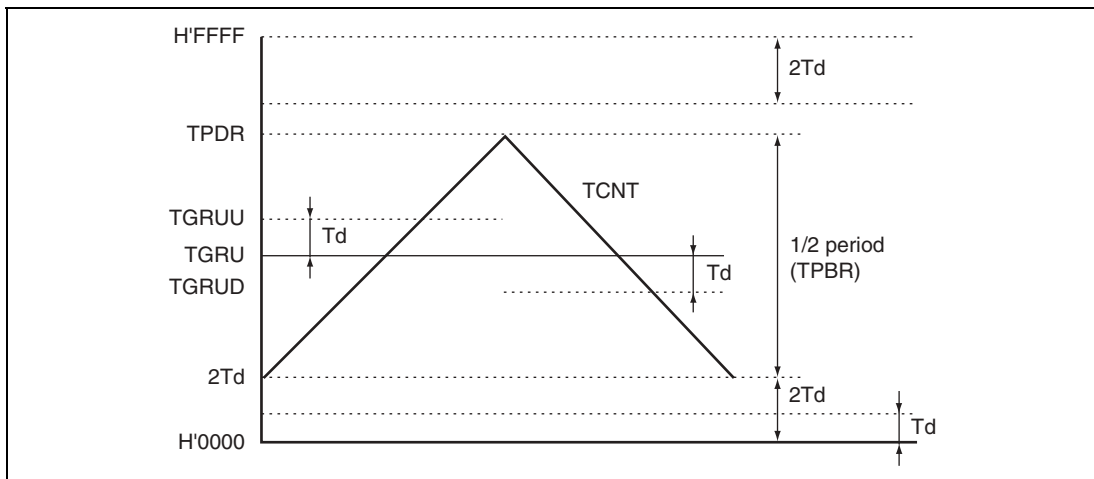 H'FFFF
2Td
TPDR
TCNT
TGRUU
Td
TGRU
1/2 period
(TPBR)
Td
TGRUD
2Td
2Td
Td
H'0000